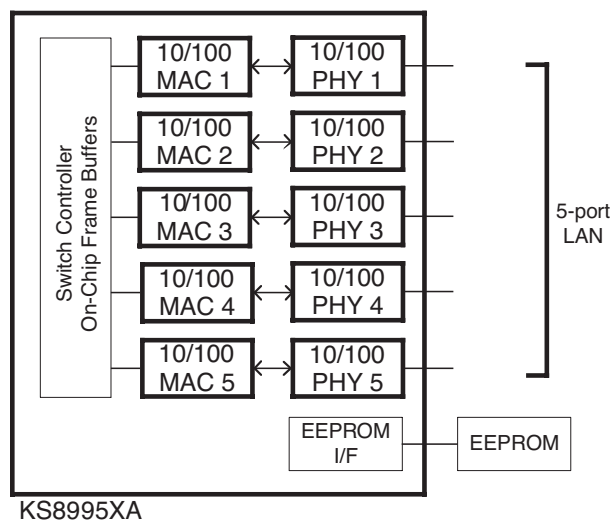 Switch Controller
On-Chip Frame Buffers
10/100
MAC 1
10/100
PHY 1
10/100
MAC 2
10/100
PHY 2
10/100
MAC 3
10/100
PHY 3
10/100
MAC 4
10/100
PHY 4
10/100
MAC 5
10/100
PHY 5
5-port
LAN
EEPROM
I/F
EEPROM
KS8995XA